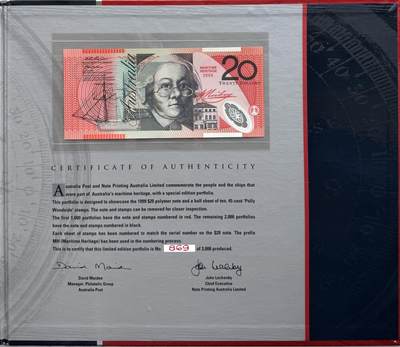 MARITIME
HERITAGE
1999
20
TWENTY DOLLARS
Australia
CERTIFICATE OF AUTHENTICITY
Australia Post and Note Printing Australia Limited commemorate the people and the ships that
were part of Australia's maritime heritage, with a special edition portfolio.
This portfolio is designed to showcase the 1999 $20 polymer note and a half sheet of ten, 45-cent 'Polly
Woodside' stamps. The note and stamps can be removed for closer inspection.
The first 1,000 portfolios have the note and stamps numbered in red. The remaining 2,000 portfolios
have the note and stamps numbered in black.
Each sheet of stamps has been numbered to match the serial number on the $20 note. The prefix
MH (Maritime Heritage) has been used in the numbering process.
This is to certify that this limited edition portfolio is No. 869 of 3,000 produced.
David Maiden
Manager Philatelic Group
Australia Post
John Leckenby
Chief Executive
Note Printing Australia Limited